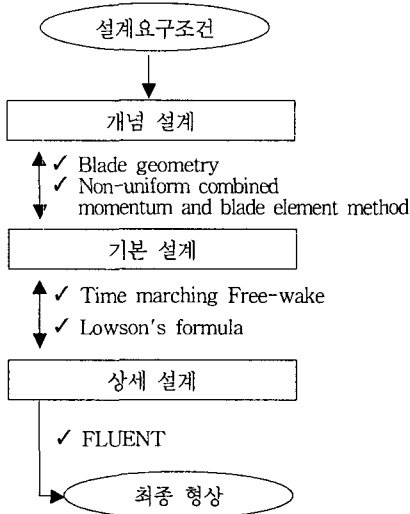 설계요구조건
개념 설계
✓ Blade geometry
✓ Non-uniform combined
momentum and blade element method
기본 설계
✓ Time marching Free-wake
✓ Lowson's formula
상세 설계
✓ FLUENT
최종 형상